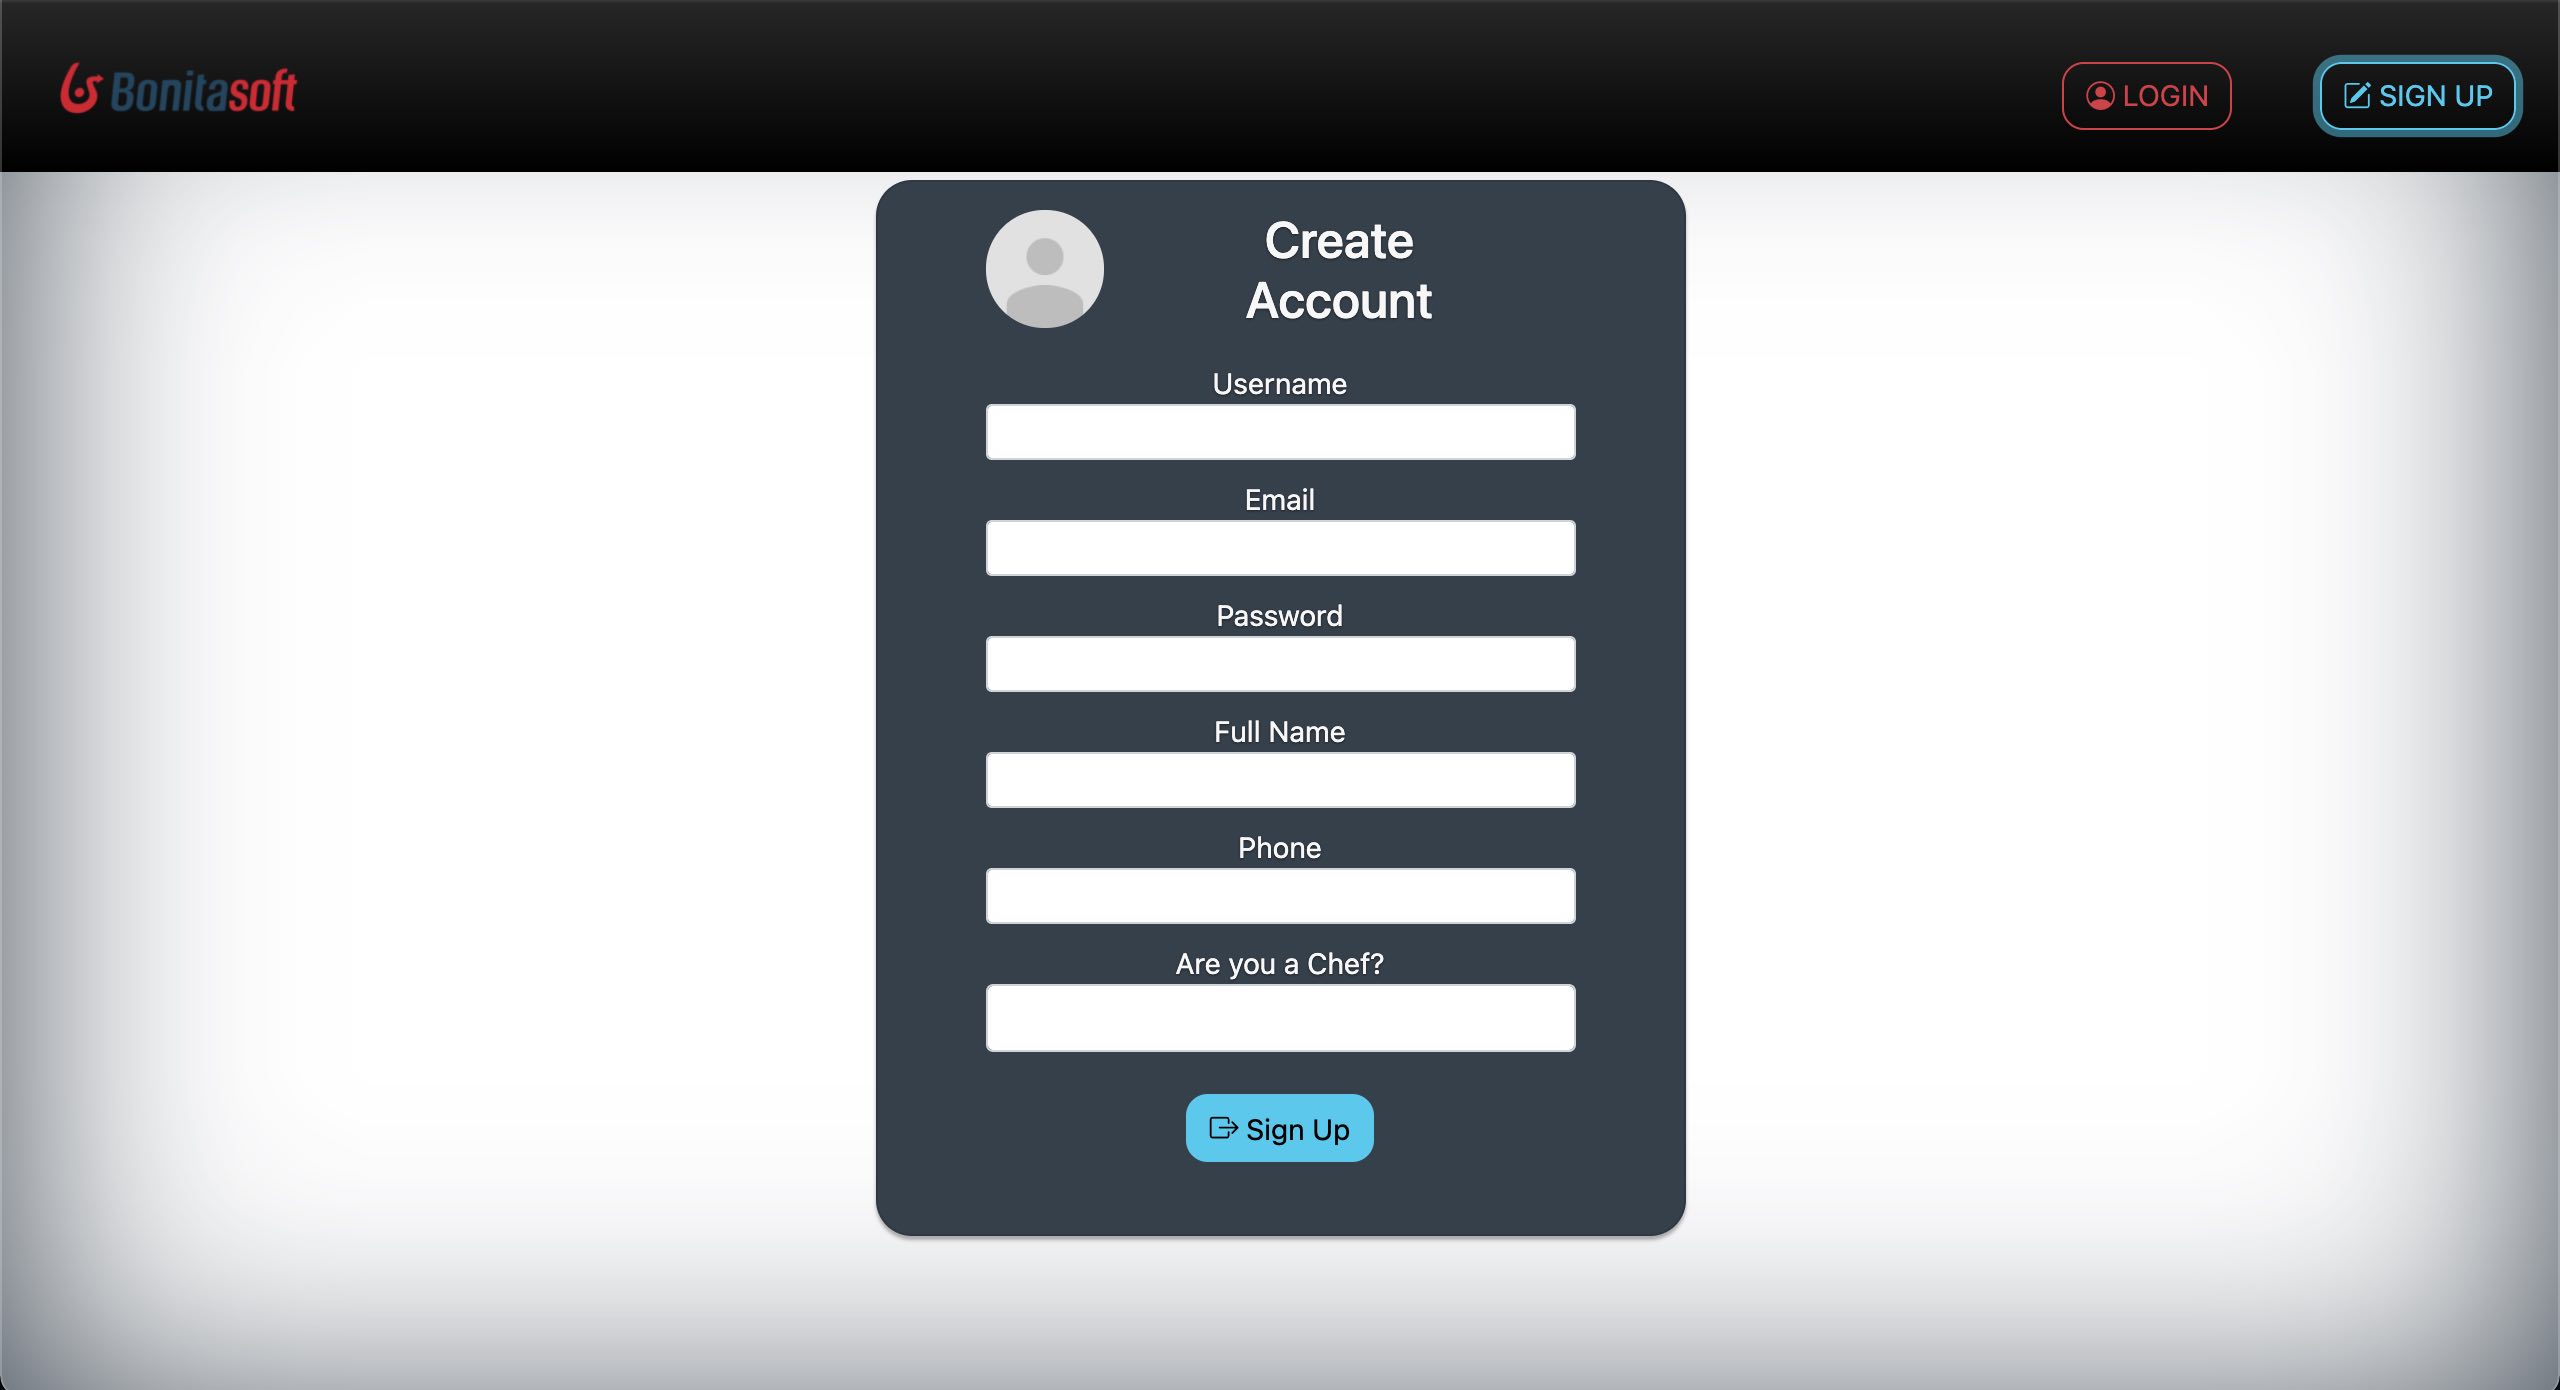 Bonitasoft
LOGIN
SIGN UP
Create
Account
Username
Email
Password
Full Name
Phone
Are you a Chef?
Sign Up